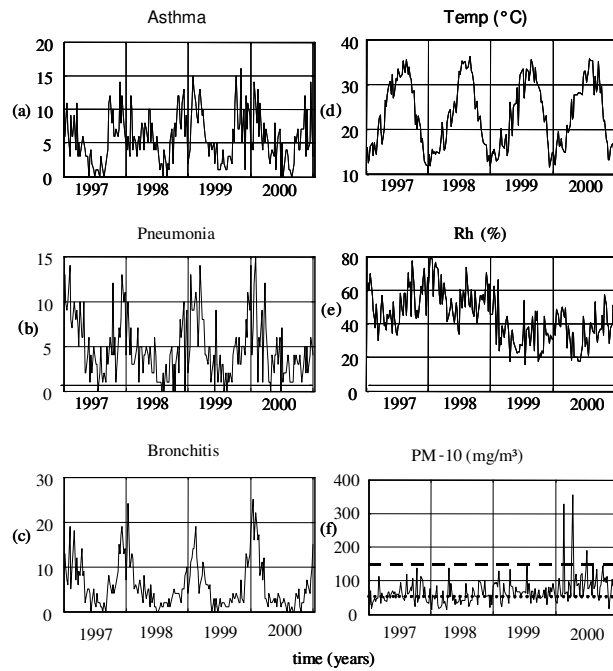 Asthma
20
15
(a)
10
5
0
1997 1998 1999 2000
Temp (°C)
40
30
(d)
20
10
1997 1998 1999 2000
Pneumonia
15
10
(b)
5
0
1997 1998 1999 2000
Rh (%)
80
60
(e)
40
20
0
1997 1998 1999 2000
Bronchitis
30
20
(c)
10
0
1997 1998 1999 2000
PM-10 (mg/m³)
400
300
(f)
200
100
0
1997 1998 1999 2000
time (years)